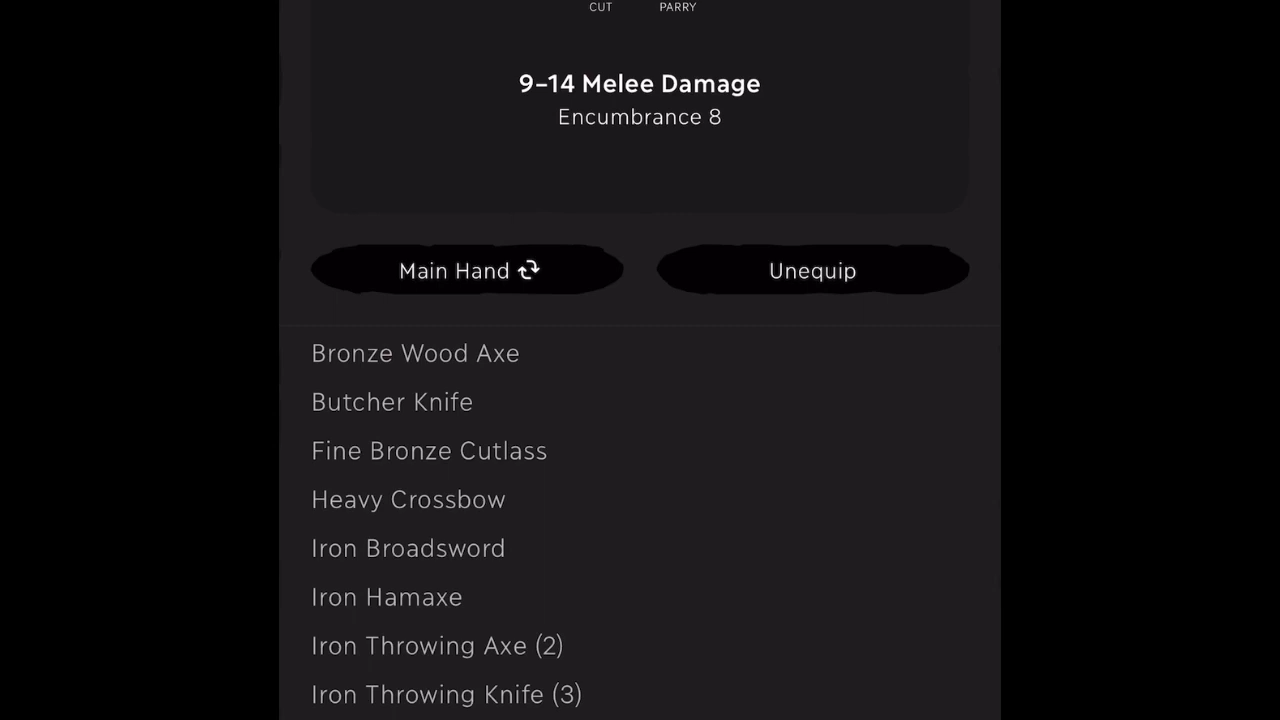 CUT PARRY
9–14 Melee Damage
Encumbrance 8
Main Hand Unequip
Bronze Wood Axe
Butcher Knife
Fine Bronze Cutlass
Heavy Crossbow
Iron Broadsword
Iron Hamaxe
Iron Throwing Axe (2)
Iron Throwing Knife (3)